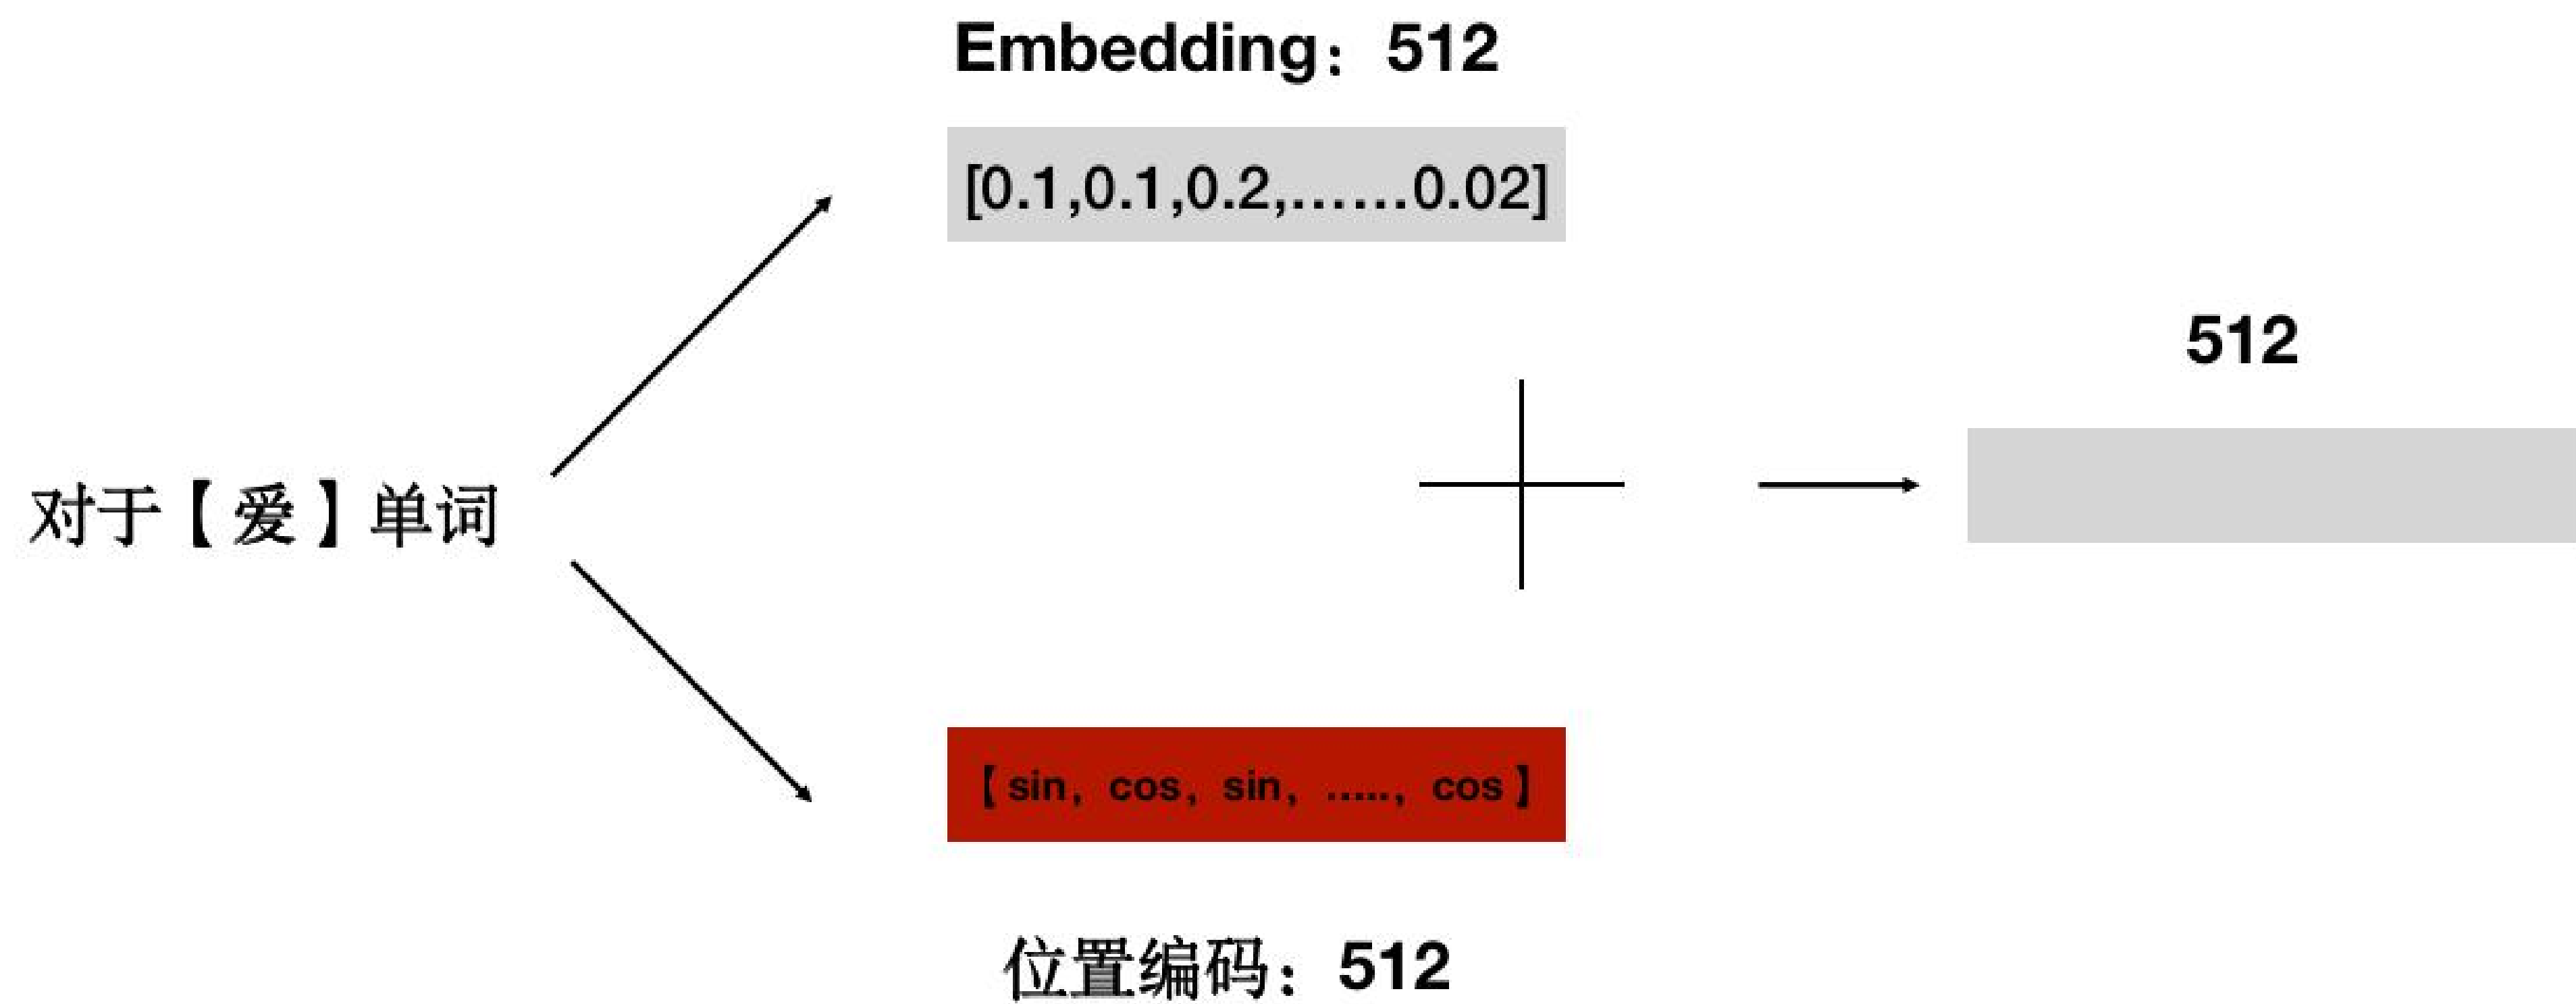 Embedding：512
[0.1,0.1,0.2,......0.02]
512
对于【爱】单词
【sin，cos，sin，.....，cos】
位置编码：512